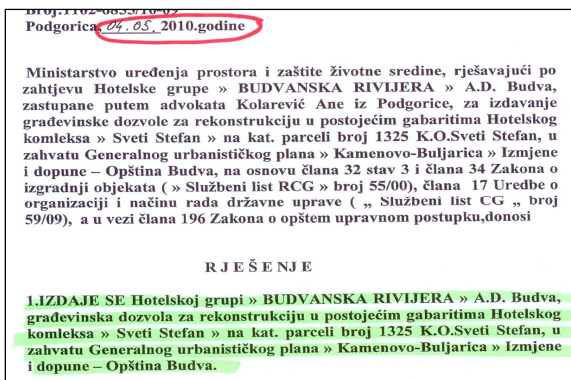 Broj:1102-6833/10-09
Podgorica, 04.05. 2010.godine
Ministarstvo uređenja prostora i zaštite životne sredine, rješavajući po
zahtjevu Hotelske grupe » BUDVANSKA RIVIJERA » A.D. Budva,
zastupane putem advokata Kolarević Ane iz Podgorice, za izdavanje
građevinske dozvole za rekonstrukciju u postojećim gabaritima Hotelskog
komleksa » Sveti Stefan » na kat. parceli broj 1325 K.O.Sveti Stefan, u
zahvatu Generalnog urbanističkog plana » Kamenovo-Buljarica » Izmjene
i dopune – Opština Budva, na osnovu člana 32 stav 3 i člana 34 Zakona o
izgradnji objekata ( » Službeni list RCG » broj 55/00), člana 17 Uredbe o
organizaciji i načinu rada državne uprave ( „ Službeni list CG „ broj
59/09), a u vezi člana 196 Zakona o opštem upravnom postupku,donosi
R J E Š E NJ E
1.IZDAJE SE Hotelskoj grupi » BUDVANSKA RIVIJERA » A.D. Budva,
građevinska dozvola za rekonstrukciju u postojećim gabaritima Hotelskog
komleksa » Sveti Stefan » na kat. parceli broj 1325 K.O.Sveti Stefan, u
zahvatu Generalnog urbanističkog plana » Kamenovo-Buljarica » Izmjene
i dopune – Opština Budva.